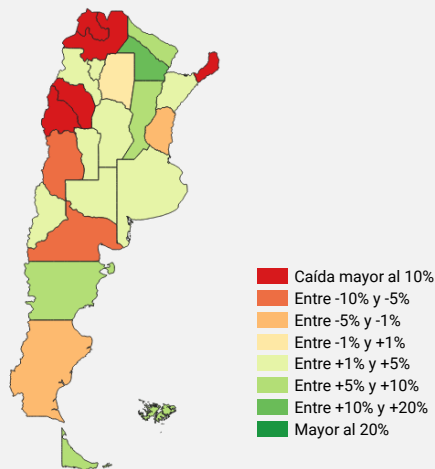 Caída mayor al 10%
Entre -10% y -5%
Entre -5% y -1%
Entre -1% y +1%
Entre +1% y +5%
Entre +5% y +10%
Entre +10% y +20%
Mayor al 20%